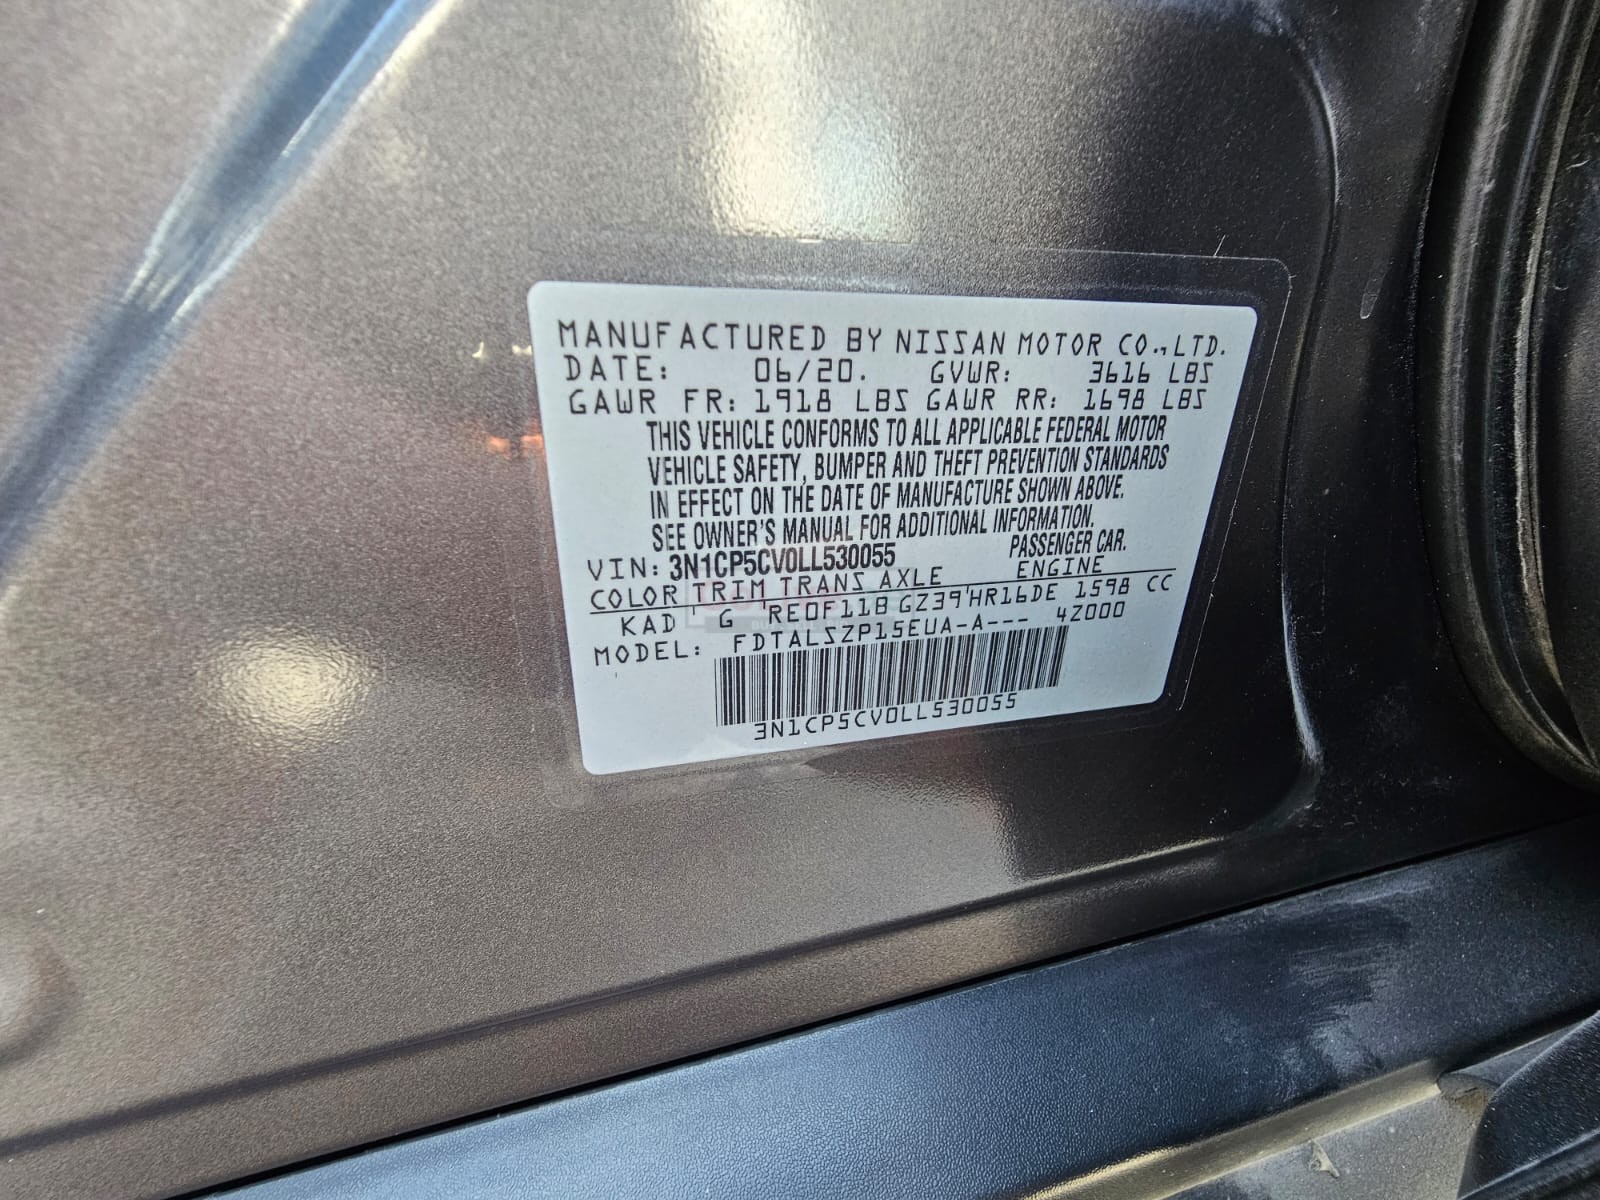 MANUFACTURED BY NISSAN MOTOR CO.,LTD.
DATE: 06/20. GVWR: 3616 LBS
GAWR FR: 1918 LBS GAWR RR: 1698 LBS
THIS VEHICLE CONFORMS TO ALL APPLICABLE FEDERAL MOTOR
VEHICLE SAFETY, BUMPER AND THEFT PREVENTION STANDARDS
IN EFFECT ON THE DATE OF MANUFACTURE SHOWN ABOVE.
SEE OWNER'S MANUAL FOR ADDITIONAL INFORMATION.
VIN: 3N1CP5CV0LL530055 PASSENGER CAR.
COLOR TRIM TRANS AXLE ENGINE
KAD G RE0F11B GZ39 HR16DE 1598 CC
MODEL: FDTALSZP15EUA-A--- 4Z000
3N1CP5CV0LL530055